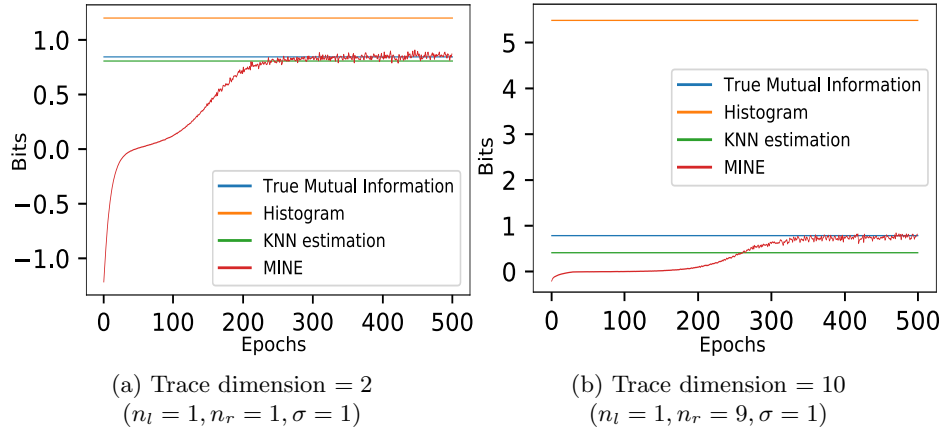 1.0
0.5
0.0
−0.5
−1.0
Bits
True Mutual Information
Histogram
KNN estimation
MINE
0 100 200 300 400 500
Epochs
(a) Trace dimension = 2
(n_l = 1, n_r = 1, σ = 1)
5
4
3
2
1
0
Bits
True Mutual Information
Histogram
KNN estimation
MINE
0 100 200 300 400 500
Epochs
(b) Trace dimension = 10
(n_l = 1, n_r = 9, σ = 1)